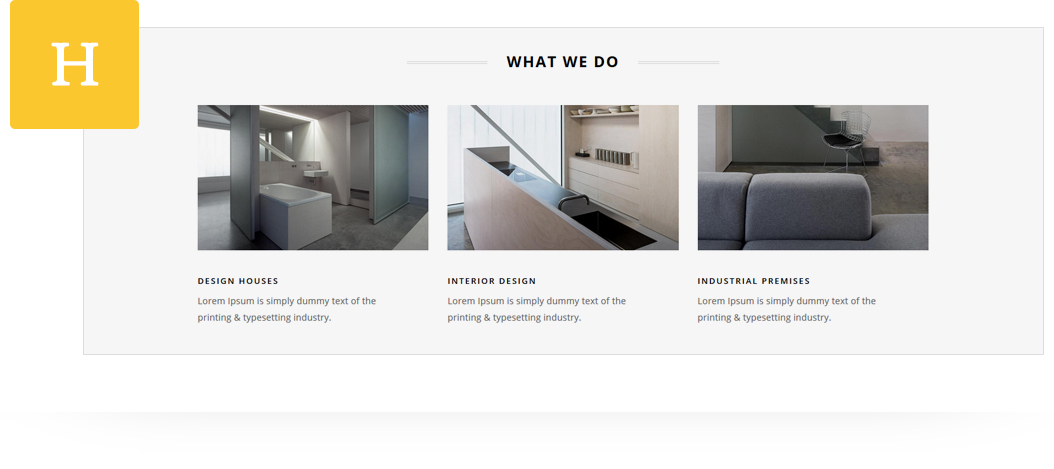 H
WHAT WE DO
DESIGN HOUSES
Lorem Ipsum is simply dummy text of the
printing & typesetting industry.
INTERIOR DESIGN
Lorem Ipsum is simply dummy text of the
printing & typesetting industry.
INDUSTRIAL PREMISES
Lorem Ipsum is simply dummy text of the
printing & typesetting industry.